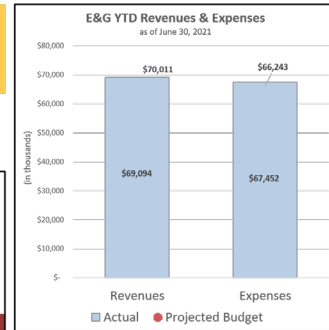 E&G YTD Revenues & Expenses
as of June 30, 2021
$80,000
$70,000
$60,000
$50,000
$40,000
$30,000
$20,000
$10,000
$-
(in thousands)
$70,011
$66,243
$69,094
$67,452
Revenues
Expenses
Actual
Projected Budget